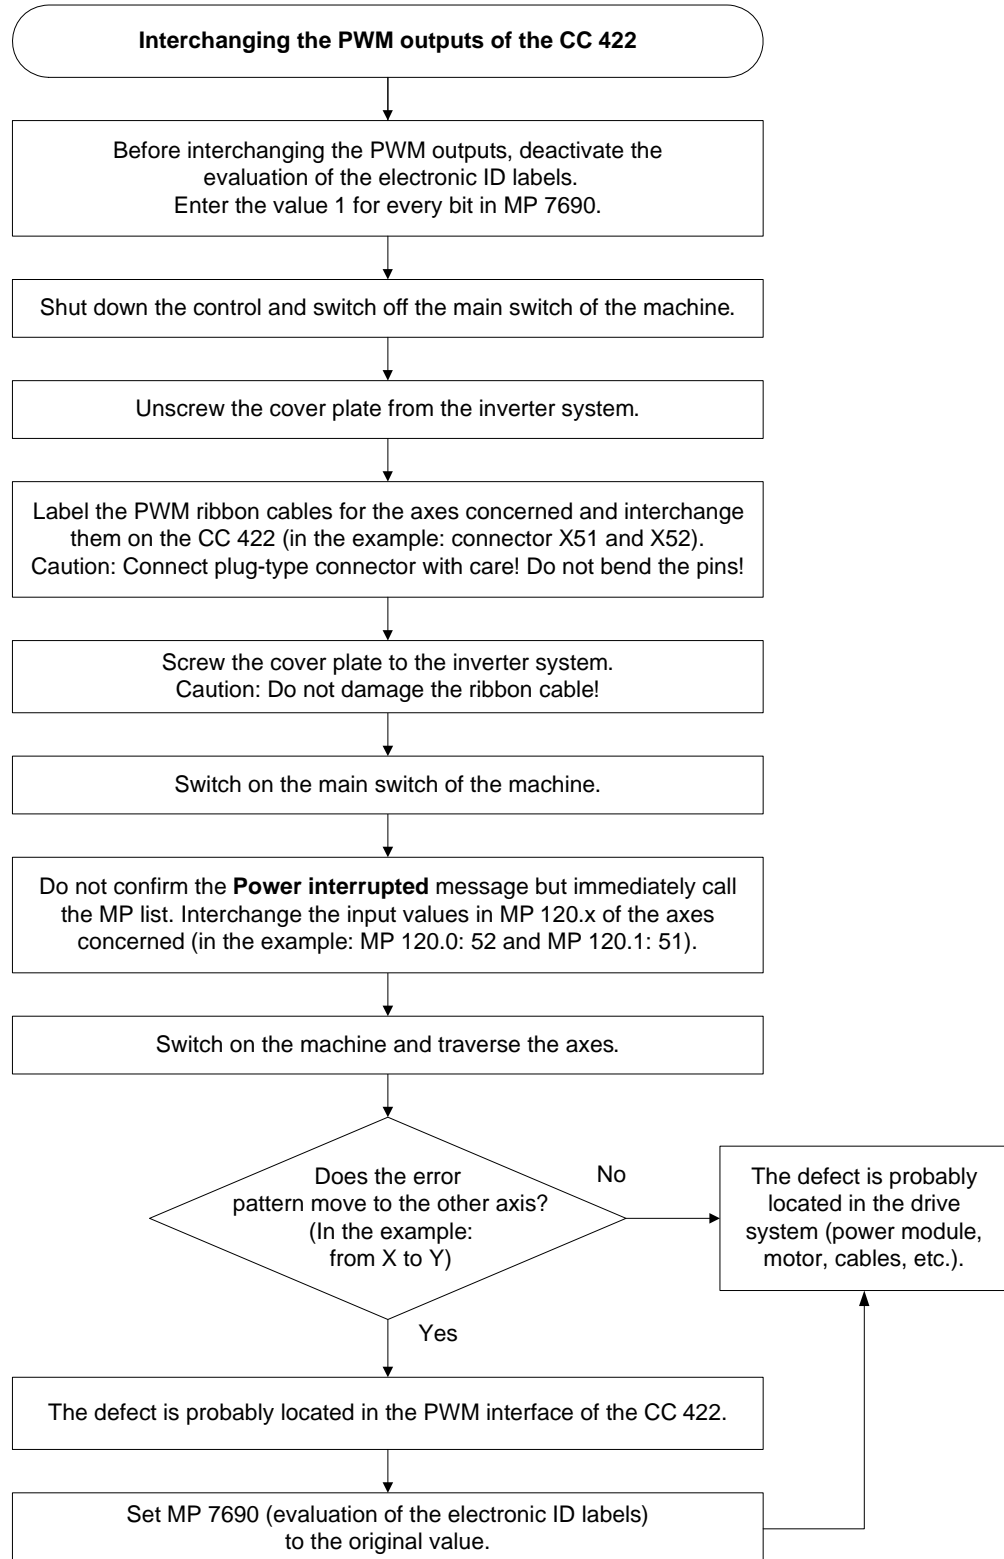 Interchanging the PWM outputs of the CC 422
Before interchanging the PWM outputs, deactivate the
evaluation of the electronic ID labels.
Enter the value 1 for every bit in MP 7690.
Shut down the control and switch off the main switch of the machine.
Unscrew the cover plate from the inverter system.
Label the PWM ribbon cables for the axes concerned and interchange
them on the CC 422 (in the example: connector X51 and X52).
Caution: Connect plug-type connector with care! Do not bend the pins!
Screw the cover plate to the inverter system.
Caution: Do not damage the ribbon cable!
Switch on the main switch of the machine.
Do not confirm the Power interrupted message but immediately call
the MP list. Interchange the input values in MP 120.x of the axes
concerned (in the example: MP 120.0: 52 and MP 120.1: 51).
Switch on the machine and traverse the axes.
Does the error
pattern move to the other axis?
(In the example:
from X to Y)
No
The defect is probably
located in the drive
system (power module,
motor, cables, etc.).
Yes
The defect is probably located in the PWM interface of the CC 422.
Set MP 7690 (evaluation of the electronic ID labels)
to the original value.